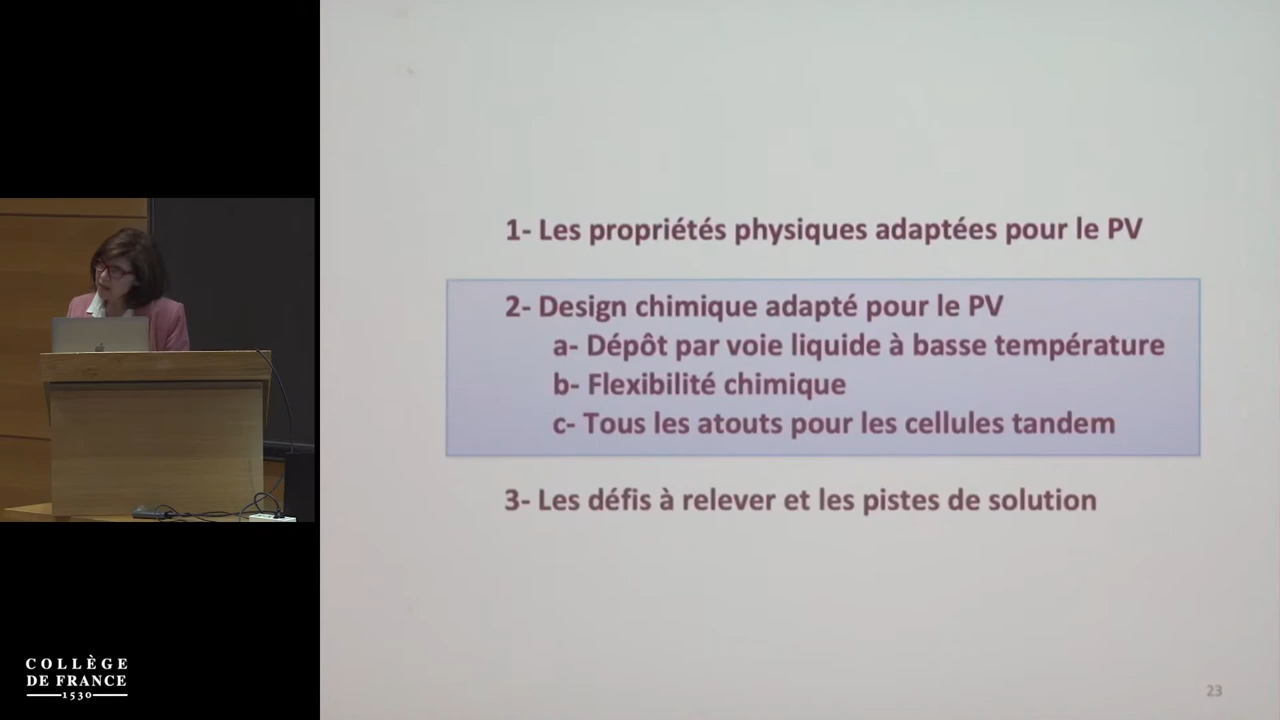 1- Les propriétés physiques adaptées pour le PV
2- Design chimique adapté pour le PV
a- Dépôt par voie liquide à basse température
b- Flexibilité chimique
c- Tous les atouts pour les cellules tandem
3- Les défis à relever et les pistes de solution
COLLÈGE
DE FRANCE
1530
23